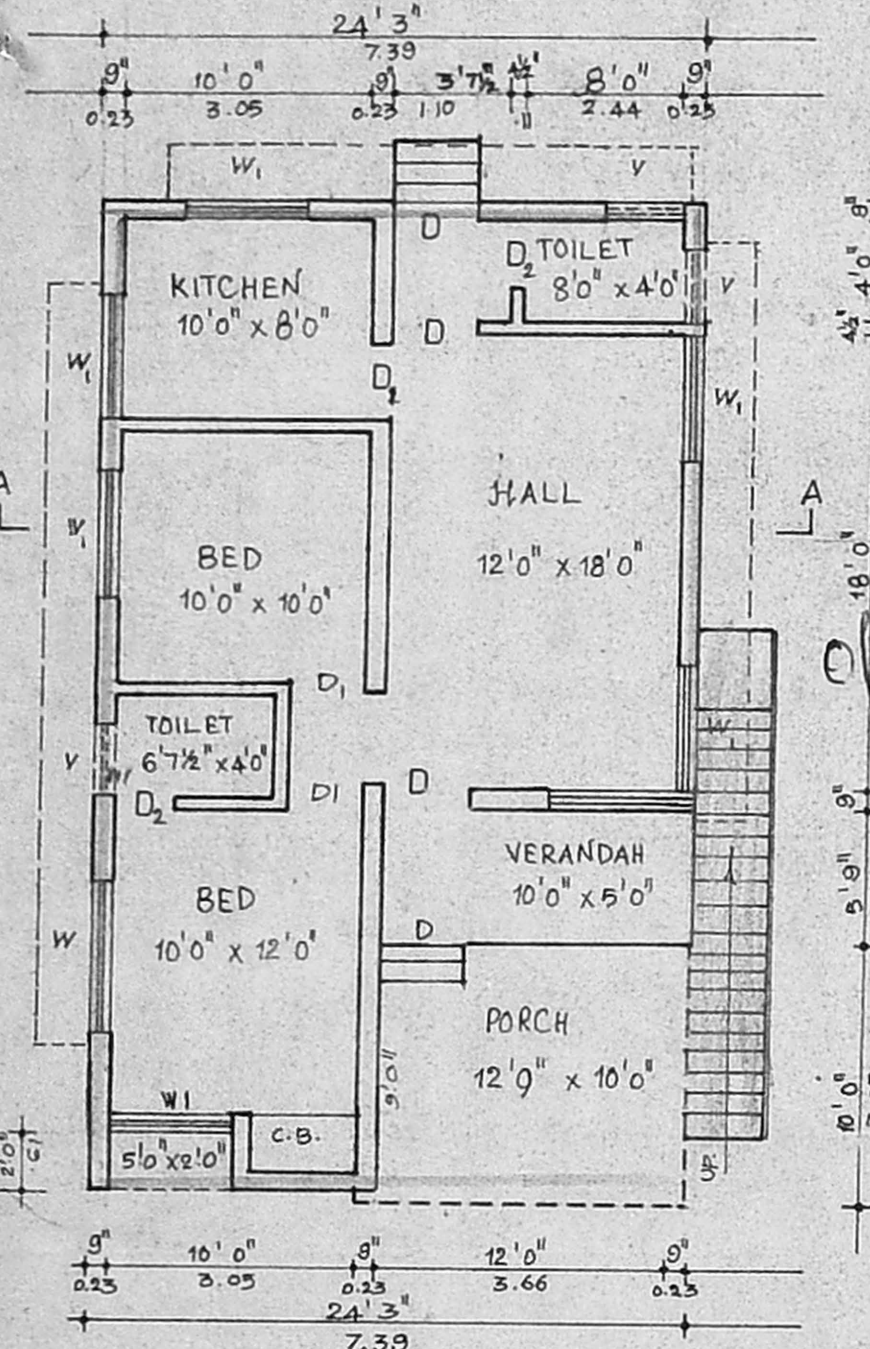 24'3"
7.39
9" 10'0" 9" 3'7½" 4½" 8'0" 9"
0.23 3.05 0.23 1.10 .11 2.44 0.23
W1 V
D
KITCHEN
10'0" x 8'0"
D2 TOILET
8'0" x 4'0"
V
4½" 4'0" 9"
D
W1
D2
W1
A
HALL
12'0" x 18'0"
A
W1
BED
10'0" x 10'0"
18'0"
D1
TOILET
6'7½" x 4'0"
V
W1
D2
D1
D
9"
VERANDAH
10'0" x 5'0"
5'9"
BED
10'0" x 12'0"
W
D
PORCH
12'9" x 10'0"
9'0"
10'0"
W1
C.B.
5'0" x 2'0"
2'0"
.61
UP
9" 10'0" 9" 12'0" 9"
0.23 3.05 0.23 3.66 0.23
24'3"
7.39